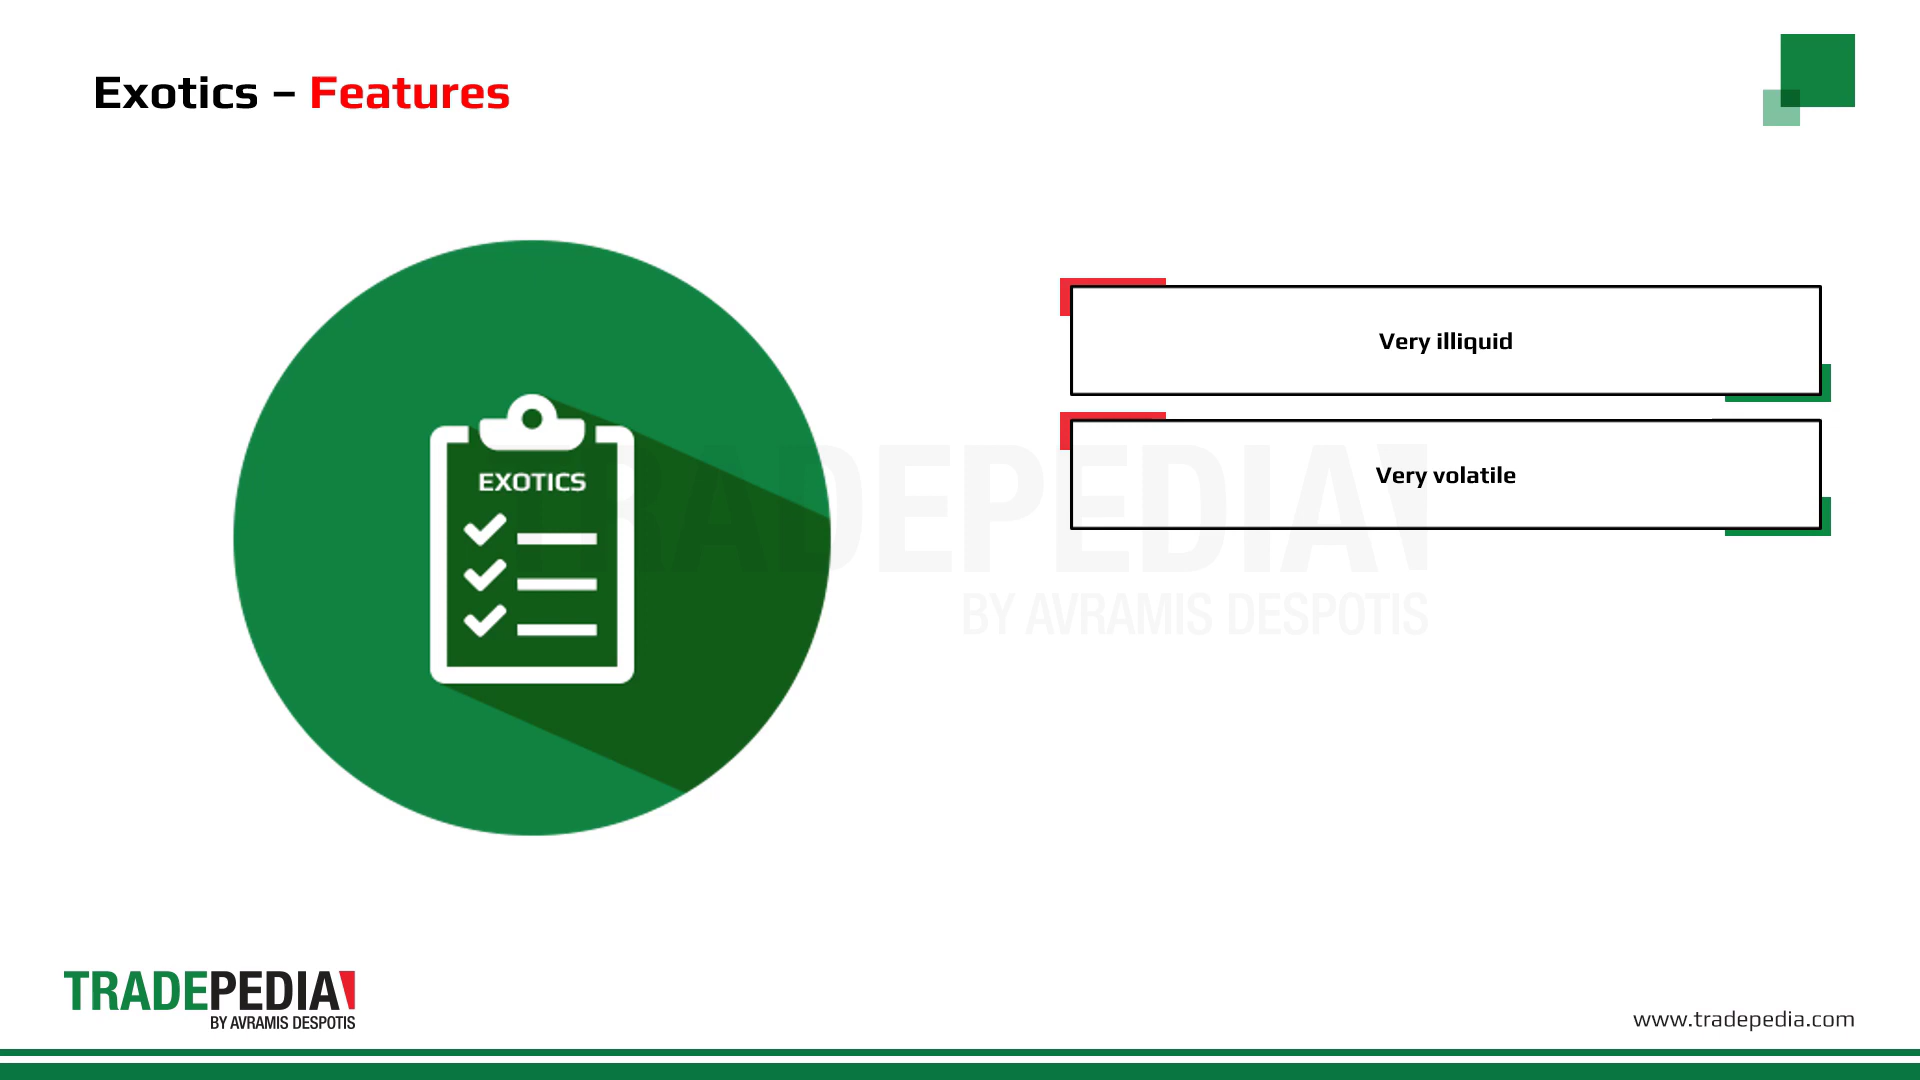 Exotics – Features
EXOTICS
Very illiquid
Very volatile
TRADEPEDIA
BY AVRAMIS DESPOTIS
TRADEPEDIA
BY AVRAMIS DESPOTIS
www.tradepedia.com